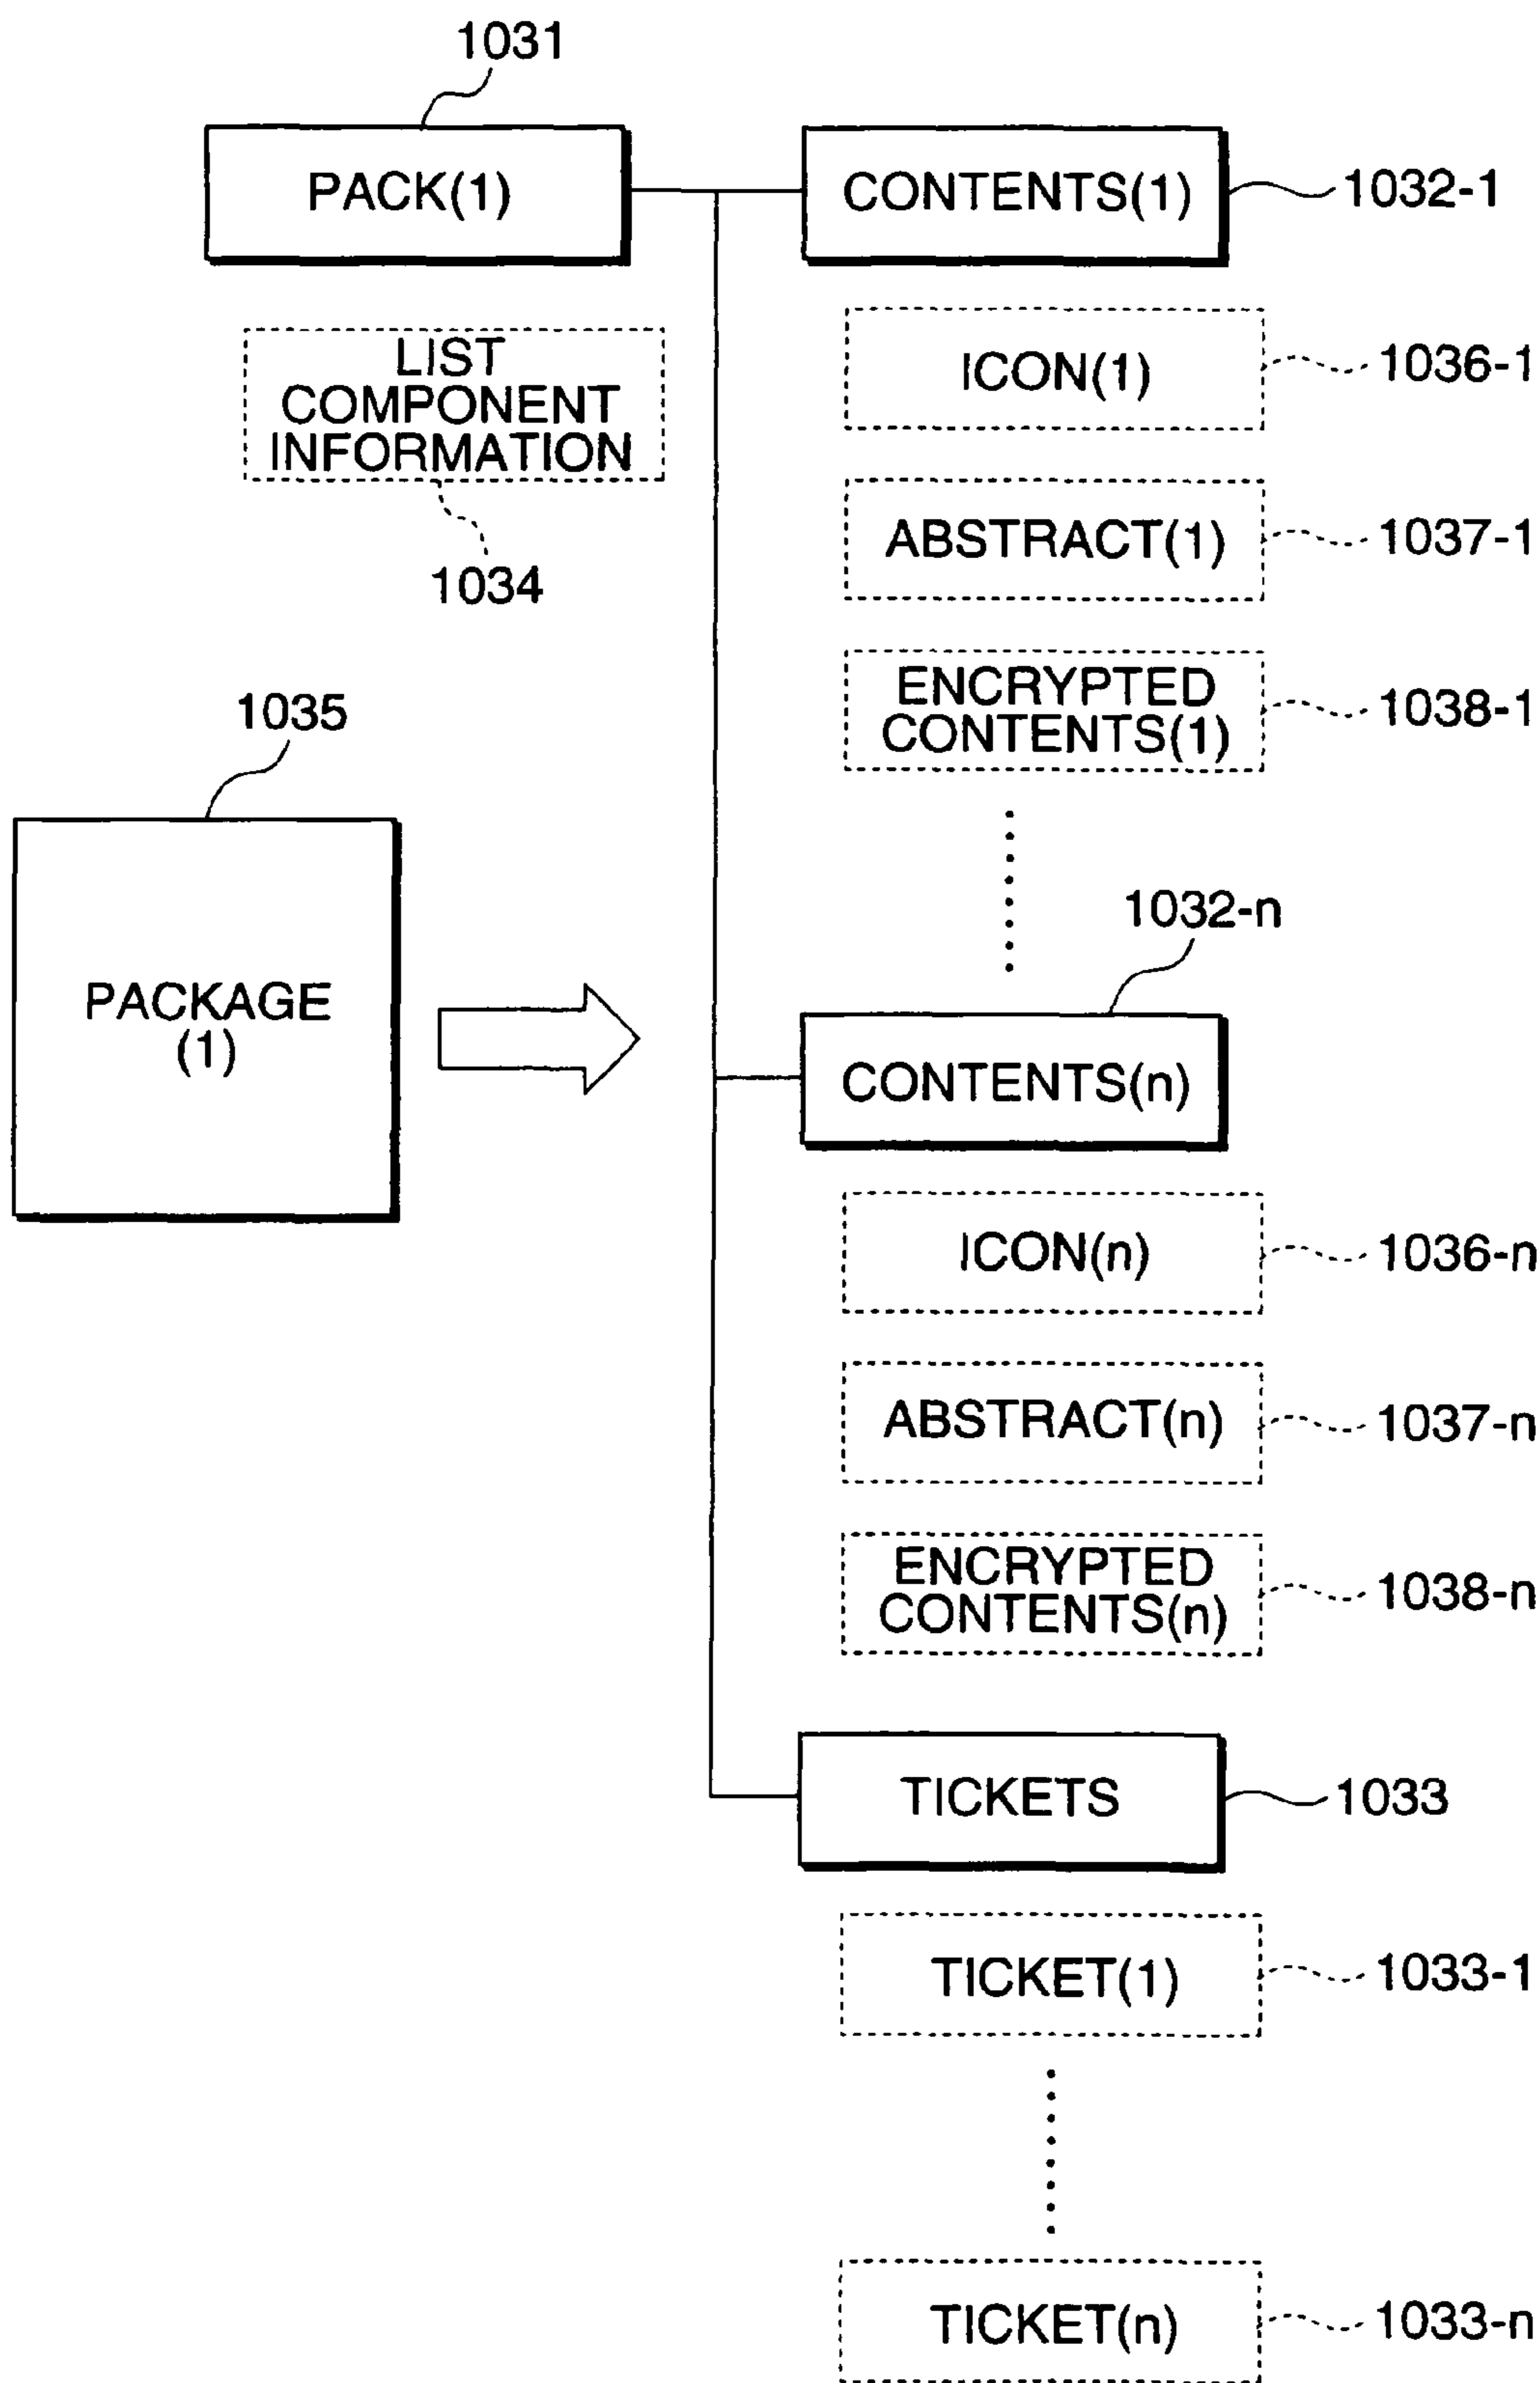 1031
PACK(1)
CONTENTS(1)
1032-1
LIST
COMPONENT
INFORMATION
1034
ICON(1)
1036-1
ABSTRACT(1)
1037-1
ENCRYPTED
CONTENTS(1)
1038-1
1035
PACKAGE
(1)
1032-n
CONTENTS(n)
ICON(n)
1036-n
ABSTRACT(n)
1037-n
ENCRYPTED
CONTENTS(n)
1038-n
TICKETS
1033
TICKET(1)
1033-1
TICKET(n)
1033-n